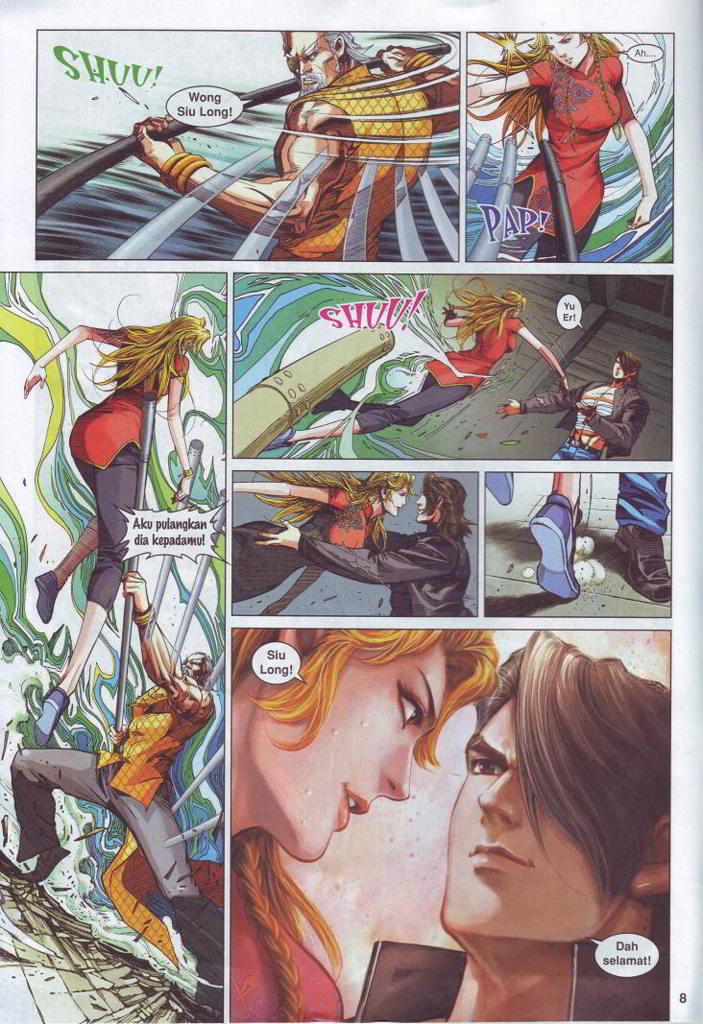 SHUU!
Wong
Siu Long!
Ah....
PAP!
Aku pulangkan
dia kepadamu!
SHUU!
Yu
Er!
Siu
Long!
Dah
selamat!
8